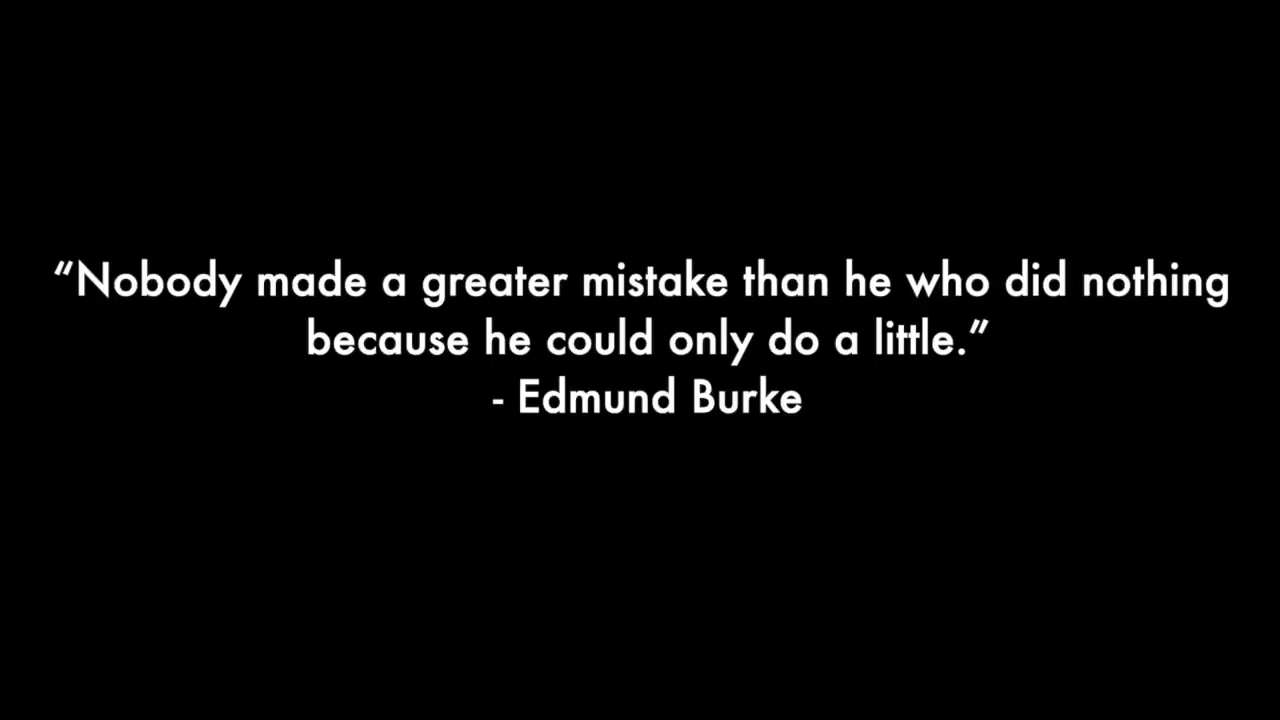 “Nobody made a greater mistake than he who did nothing
because he could only do a little.”
- Edmund Burke